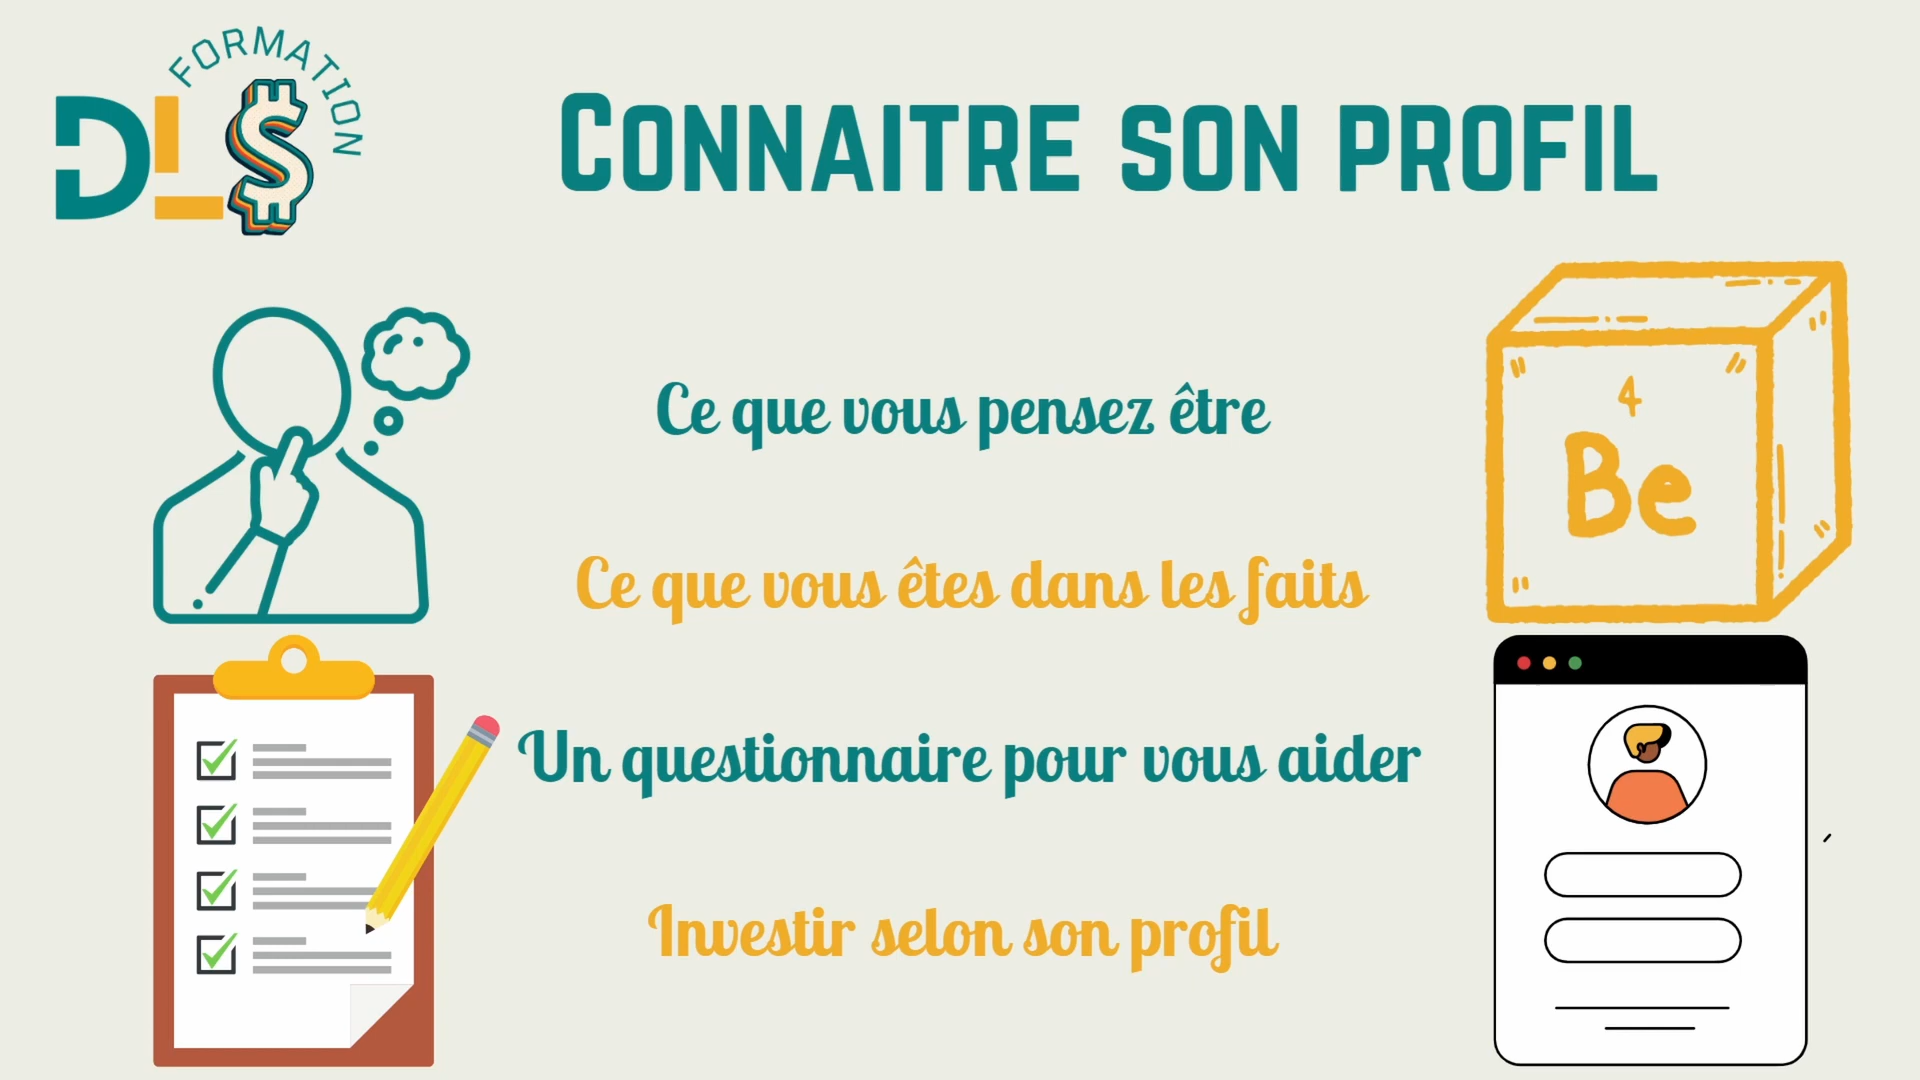 FORMATION
DL$
CONNAITRE SON PROFIL
Ce que vous pensez être
4
Be
Ce que vous êtes dans les faits
Un questionnaire pour vous aider
Investir selon son profil